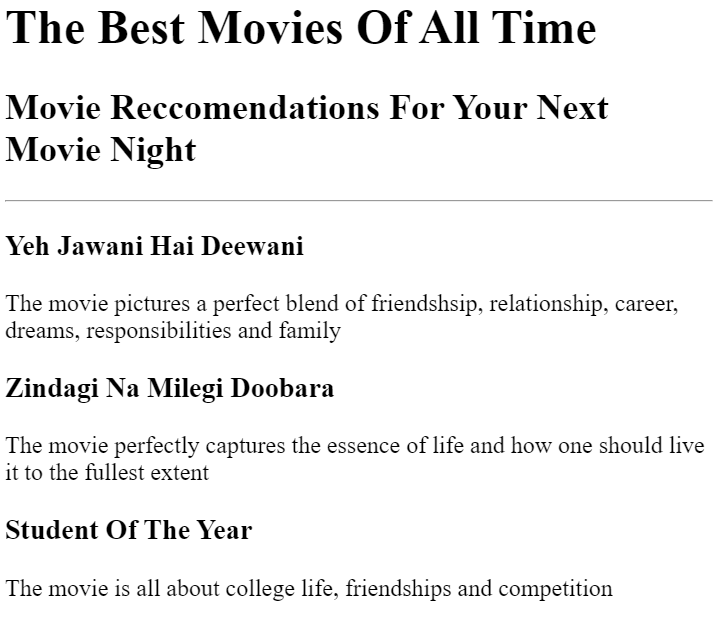 The Best Movies Of All Time
Movie Reccomendations For Your Next
Movie Night
Yeh Jawani Hai Deewani
The movie pictures a perfect blend of friendshsip, relationship, career,
dreams, responsibilities and family
Zindagi Na Milegi Doobara
The movie perfectly captures the essence of life and how one should live
it to the fullest extent
Student Of The Year
The movie is all about college life, friendships and competition